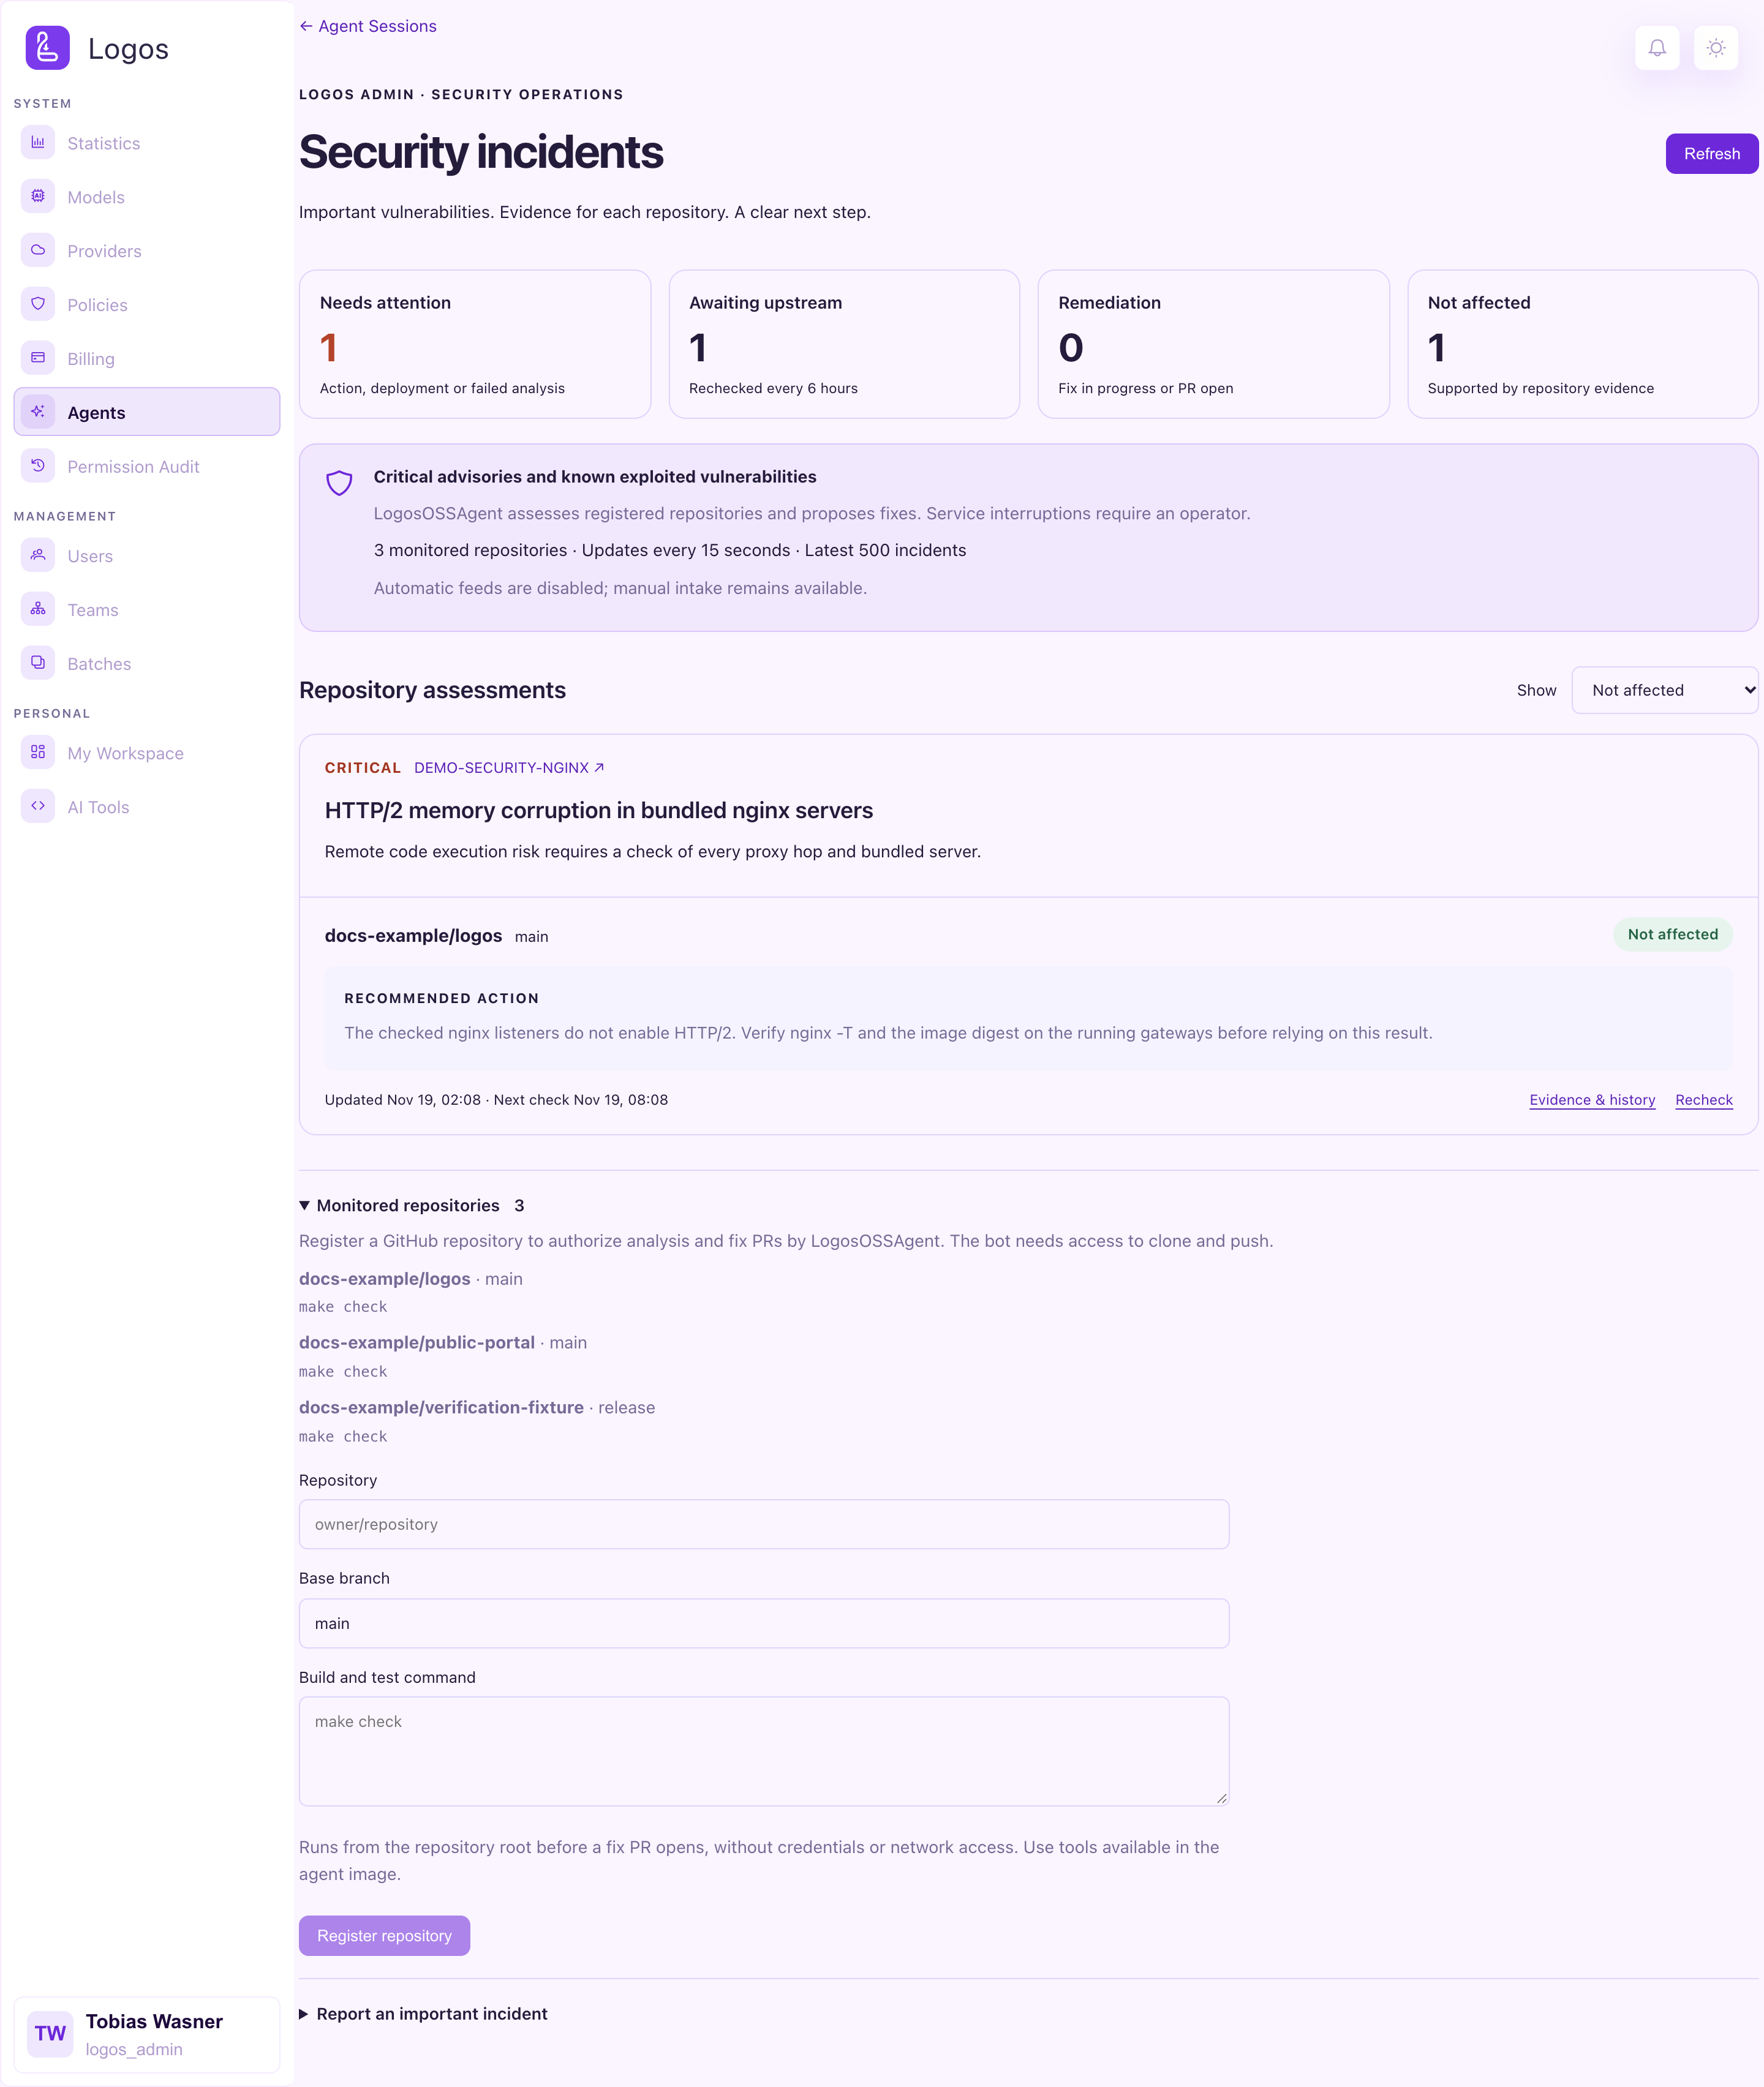 Logos
SYSTEM
Statistics
Models
Providers
Policies
Billing
Agents
Permission Audit
MANAGEMENT
Users
Teams
Batches
PERSONAL
My Workspace
AI Tools
TW
Tobias Wasner
logos_admin
← Agent Sessions
LOGOS ADMIN · SECURITY OPERATIONS
Security incidents
Refresh
Important vulnerabilities. Evidence for each repository. A clear next step.
Needs attention
1
Action, deployment or failed analysis
Awaiting upstream
1
Rechecked every 6 hours
Remediation
0
Fix in progress or PR open
Not affected
1
Supported by repository evidence
Critical advisories and known exploited vulnerabilities
LogosOSSAgent assesses registered repositories and proposes fixes. Service interruptions require an operator.
3 monitored repositories · Updates every 15 seconds · Latest 500 incidents
Automatic feeds are disabled; manual intake remains available.
Repository assessments
Show
Not affected
CRITICAL DEMO-SECURITY-NGINX ↗
HTTP/2 memory corruption in bundled nginx servers
Remote code execution risk requires a check of every proxy hop and bundled server.
docs-example/logos main
Not affected
RECOMMENDED ACTION
The checked nginx listeners do not enable HTTP/2. Verify nginx -T and the image digest on the running gateways before relying on this result.
Updated Nov 19, 02:08 · Next check Nov 19, 08:08
Evidence & history
Recheck
▼ Monitored repositories 3
Register a GitHub repository to authorize analysis and fix PRs by LogosOSSAgent. The bot needs access to clone and push.
docs-example/logos · main
make check
docs-example/public-portal · main
make check
docs-example/verification-fixture · release
make check
Repository
owner/repository
Base branch
main
Build and test command
make check
Runs from the repository root before a fix PR opens, without credentials or network access. Use tools available in the
agent image.
Register repository
▶ Report an important incident